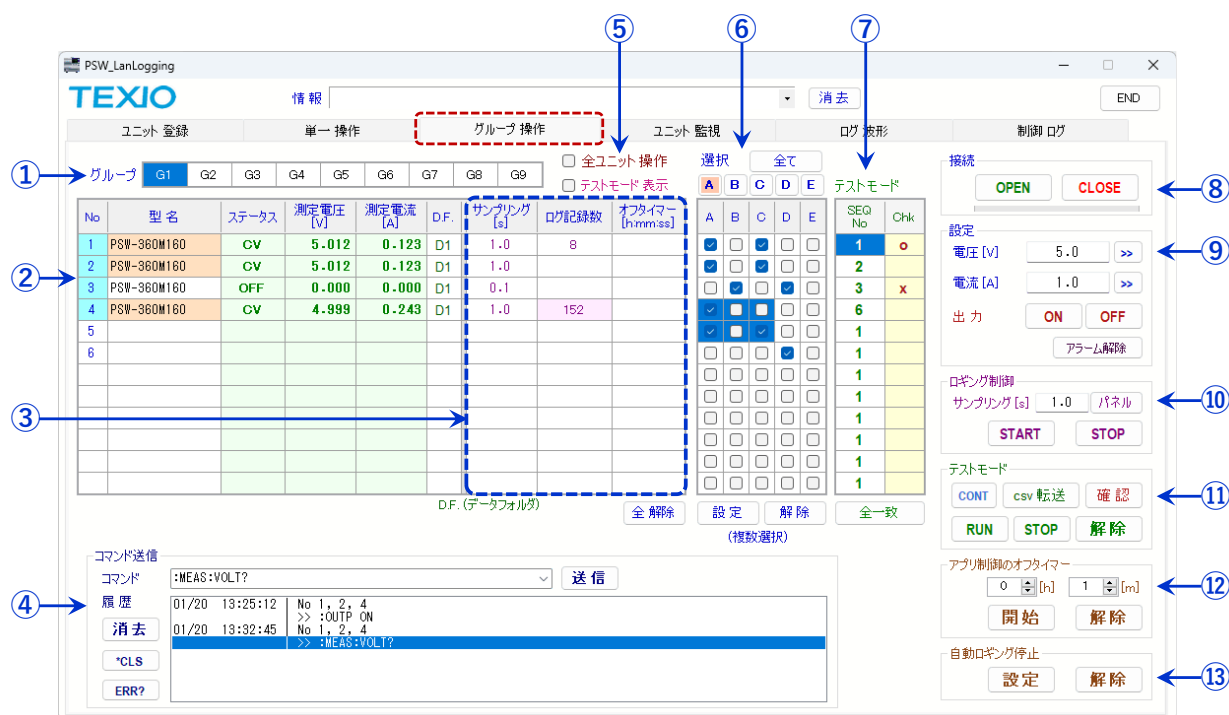 ⑤ ⑥ ⑦
PSW_LanLogging
TEXIO 情報 消去 END
ユニット 登録 単一 操作 グループ 操作 ユニット 監視 ログ 波形 制御 ログ
① グループ G1 G2 G3 G4 G5 G6 G7 G8 G9
全ユニット 操作
テストモード 表示
選択 全て
A B C D E
テストモード
No 型 名 ステータス 測定電圧 [V] 測定電流 [A] D.F. サンプリング [s] ログ記録数 オフタイマー [h:mm:ss] A B C D E SEQ No Chk
1 PSW-360M160 CV 5.012 0.123 D1 1.0 8 1 o
2 PSW-360M160 CV 5.012 0.123 D1 1.0 2
② 3 PSW-360M160 OFF 0.000 0.000 D1 0.1 3 x
4 PSW-360M160 CV 4.999 0.243 D1 1.0 152 6
5 1
6 1
1
1
③ 1
1
1
1
D.F. (データフォルダ)
全 解除 設 定 解 除 全一致
(複数選択)
接続
OPEN CLOSE ⑧
設定
電圧 [V] 5.0 >> ⑨
電流 [A] 1.0 >>
出 力 ON OFF
アラーム解除
ロギング制御
サンプリング [s] 1.0 パネル ⑩
START STOP
テストモード
CONT csv 転送 確 認 ⑪
RUN STOP 解 除
アプリ制御のオフタイマー
0 [h] 1 [m] ⑫
開 始 解 除
自動ロギング停止
設 定 解 除 ⑬
コマンド送信
コマンド :MEAS:VOLT? 送 信
④ 履 歴
消 去
*CLS
ERR?
01/20 13:25:12 | No 1, 2, 4
| >> :OUTP ON
01/20 13:32:45 | No 1, 2, 4
| >> :MEAS:VOLT?